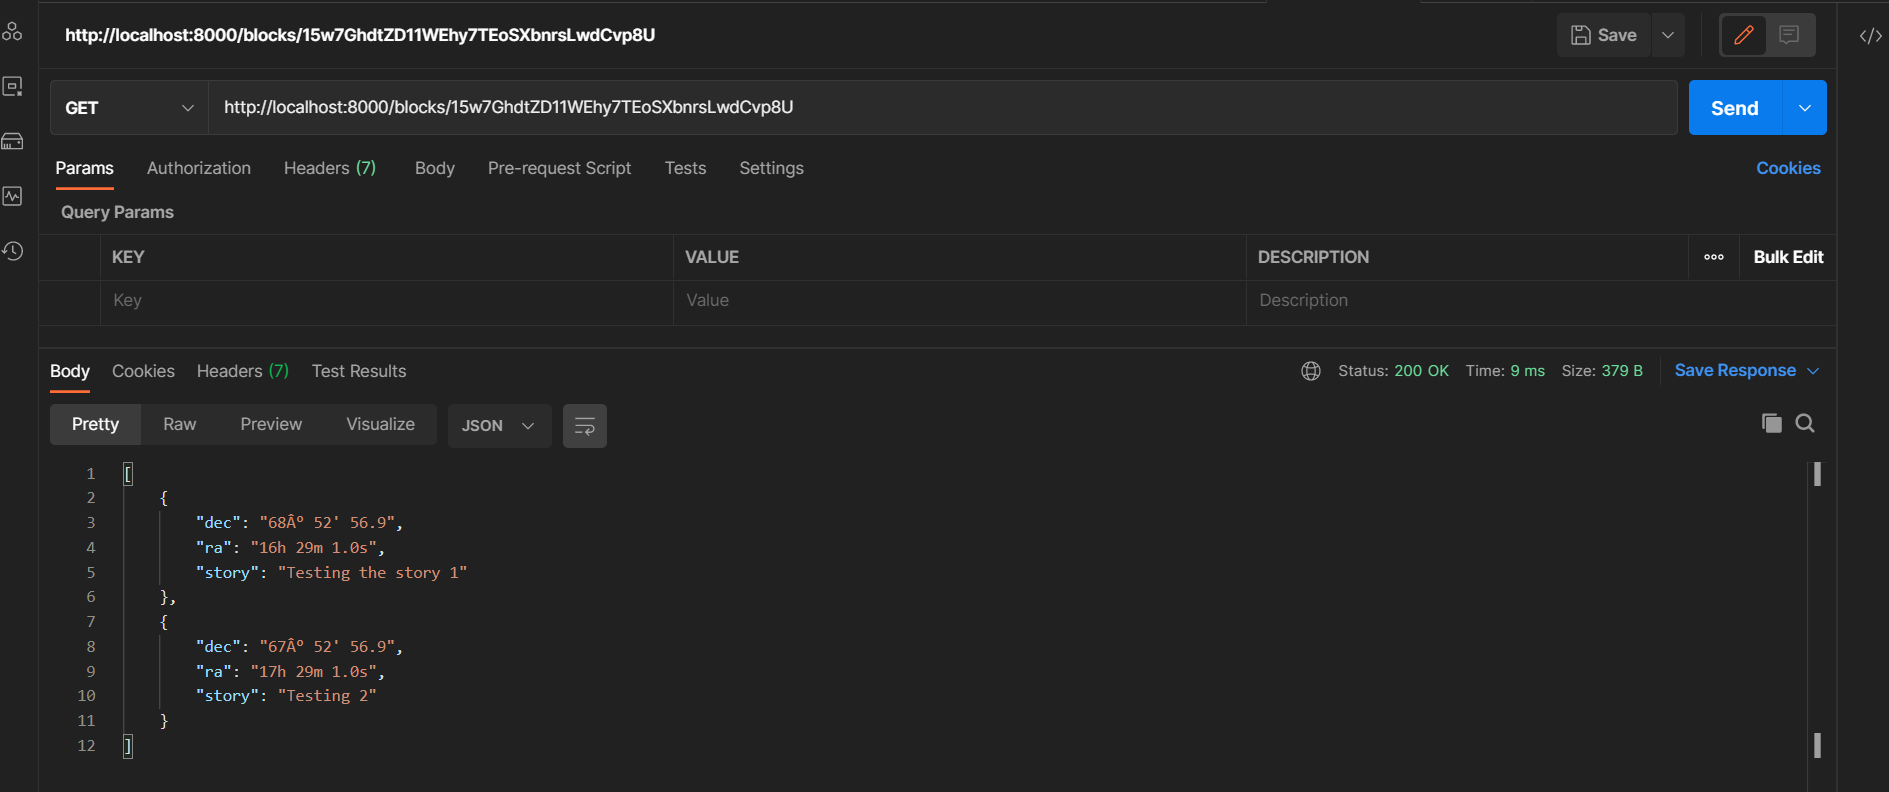 http://localhost:8000/blocks/15w7GhdtZD11WEhy7TEoSXbnrsLwdCvp8U
Save
GET http://localhost:8000/blocks/15w7GhdtZD11WEhy7TEoSXbnrsLwdCvp8U Send
Params Authorization Headers (7) Body Pre-request Script Tests Settings Cookies
Query Params
KEY VALUE DESCRIPTION ooo Bulk Edit
Key Value Description
Body Cookies Headers (7) Test Results Status: 200 OK Time: 9 ms Size: 379 B Save Response
Pretty Raw Preview Visualize JSON
1 [
2 {
3 "dec": "68Âº 52' 56.9",
4 "ra": "16h 29m 1.0s",
5 "story": "Testing the story 1"
6 },
7 {
8 "dec": "67Âº 52' 56.9",
9 "ra": "17h 29m 1.0s",
10 "story": "Testing 2"
11 }
12 ]